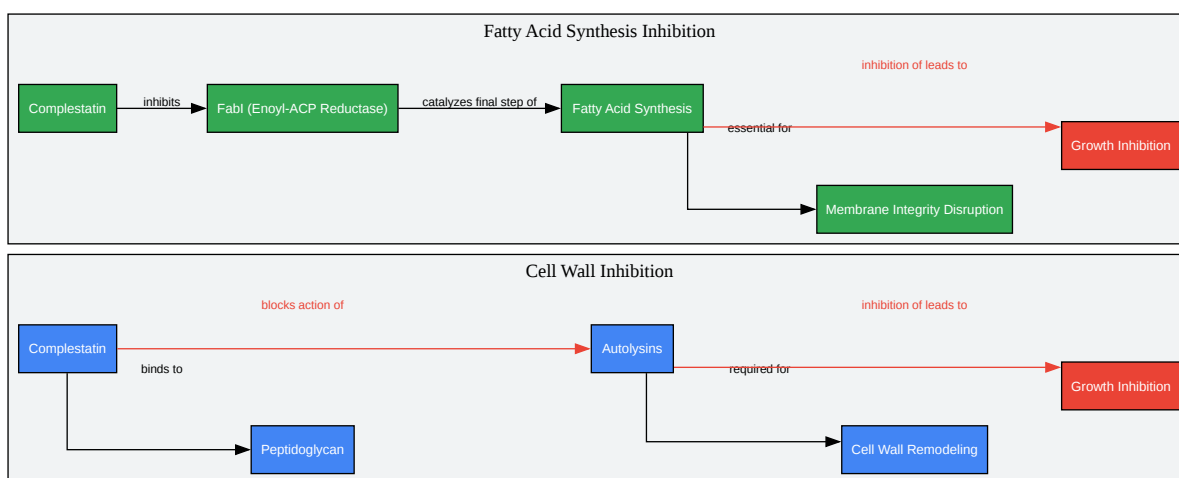 Fatty Acid Synthesis Inhibition
inhibition of leads to
Complestatin
inhibits
FabI (Enoyl-ACP Reductase)
catalyzes final step of
Fatty Acid Synthesis
essential for
Growth Inhibition
Membrane Integrity Disruption
Cell Wall Inhibition
blocks action of
inhibition of leads to
Complestatin
Autolysins
binds to
required for
Growth Inhibition
Peptidoglycan
Cell Wall Remodeling